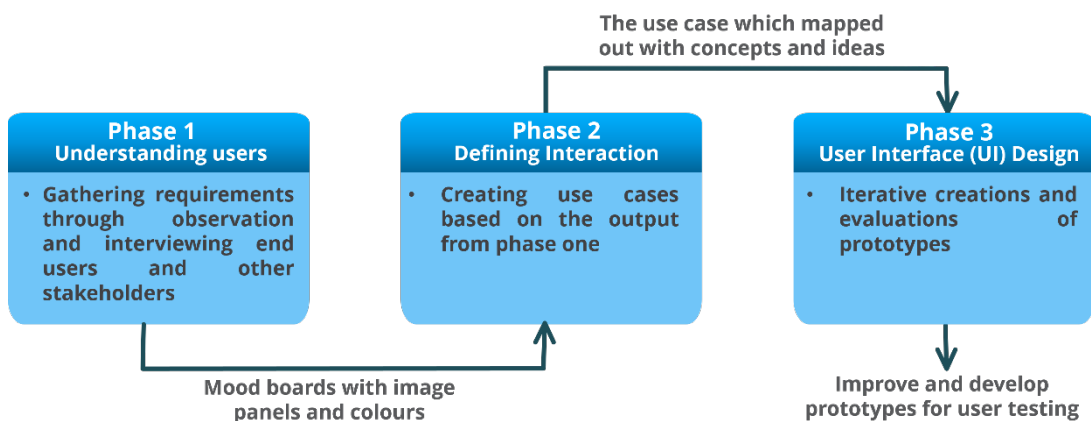 The use case which mapped
out with concepts and ideas
Phase 1
Understanding users
• Gathering requirements
through observation
and interviewing end
users and other
stakeholders
Phase 2
Defining Interaction
• Creating use cases
based on the output
from phase one
Phase 3
User Interface (UI) Design
• Iterative creations and
evaluations of
prototypes
Mood boards with image
panels and colours
Improve and develop
prototypes for user testing